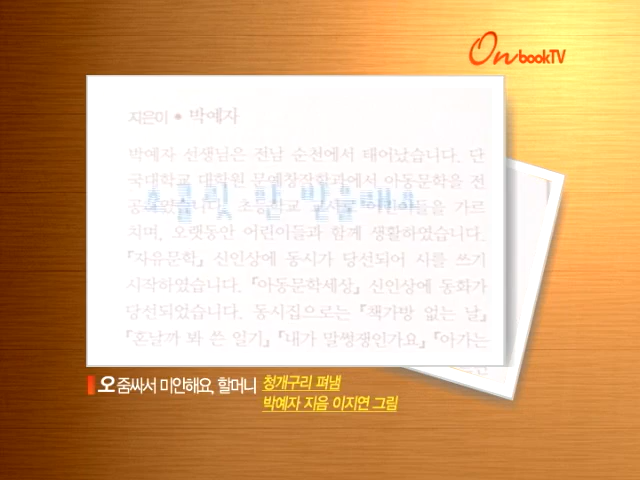 On bookTV
지은이 • 박예자
박예자 선생님은 전남 순천에서 태어났습니다. 단
국대학교 대학원 문예창작학과에서 아동문학을 전
어린이들을 가르
치며, 오랫동안 어린이들과 함께 생활하였습니다.
『자유문학』 신인상에 동시가 당선되어 시를 쓰기
시작하였습니다. 『아동문학세상』 신인상에 동화가
당선되었습니다. 동시집으로는 『책가방 없는 날』
『혼날까 봐 쓴 일기』 『내가 말썽쟁인가요』 『아가는
오줌싸서 미안해요, 할머니
청개구리 펴냄
박예자 지음 이지연 그림